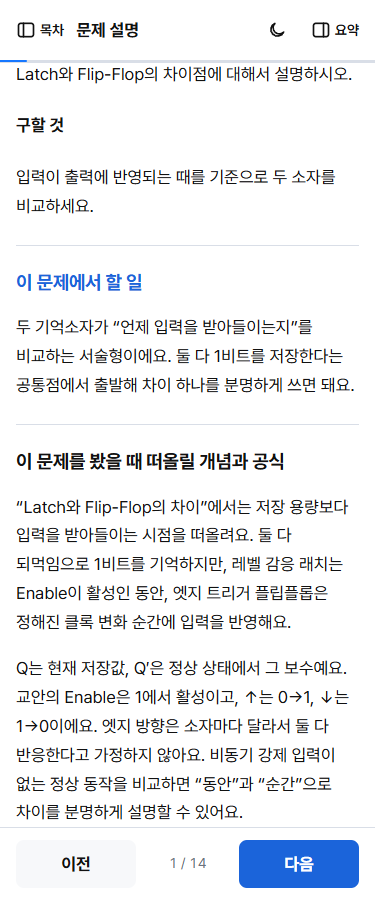 목차 문제 설명 요약
Latch와 Flip-Flop의 차이점에 대해서 설명하시오.
구할 것
입력이 출력에 반영되는 때를 기준으로 두 소자를
비교하세요.
이 문제에서 할 일
두 기억소자가 “언제 입력을 받아들이는지”를
비교하는 서술형이에요. 둘 다 1비트를 저장한다는
공통점에서 출발해 차이 하나를 분명하게 쓰면 돼요.
이 문제를 봤을 때 떠올릴 개념과 공식
“Latch와 Flip-Flop의 차이”에서는 저장 용량보다
입력을 받아들이는 시점을 떠올려요. 둘 다
되먹임으로 1비트를 기억하지만, 레벨 감응 래치는
Enable이 활성인 동안, 엣지 트리거 플립플롭은
정해진 클록 변화 순간에 입력을 반영해요.
Q는 현재 저장값, Q′은 정상 상태에서 그 보수예요.
교안의 Enable은 1에서 활성이고, ↑는 0→1, ↓는
1→0이에요. 엣지 방향은 소자마다 달라서 둘 다
반응한다고 가정하지 않아요. 비동기 강제 입력이
없는 정상 동작을 비교하면 “동안”과 “순간”으로
차이를 분명하게 설명할 수 있어요.
이전 1 / 14 다음